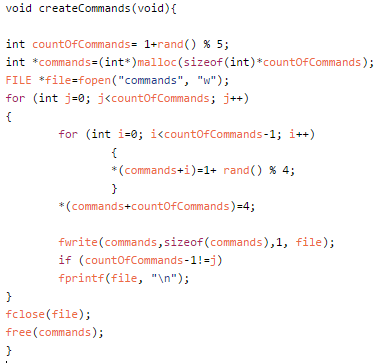 void createCommands(void){
int countOfCommands= 1+rand() % 5;
int *commands=(int*)malloc(sizeof(int)*countOfCommands);
FILE *file=fopen("commands", "w");
for (int j=0; j<countOfCommands; j++)
{
for (int i=0; i<countOfCommands-1; i++)
{
*(commands+i)=1+ rand() % 4;
}
*(commands+countOfCommands)=4;
fwrite(commands,sizeof(commands),1, file);
if (countOfCommands-1!=j)
fprintf(file, "\n");
}
fclose(file);
free(commands);
}